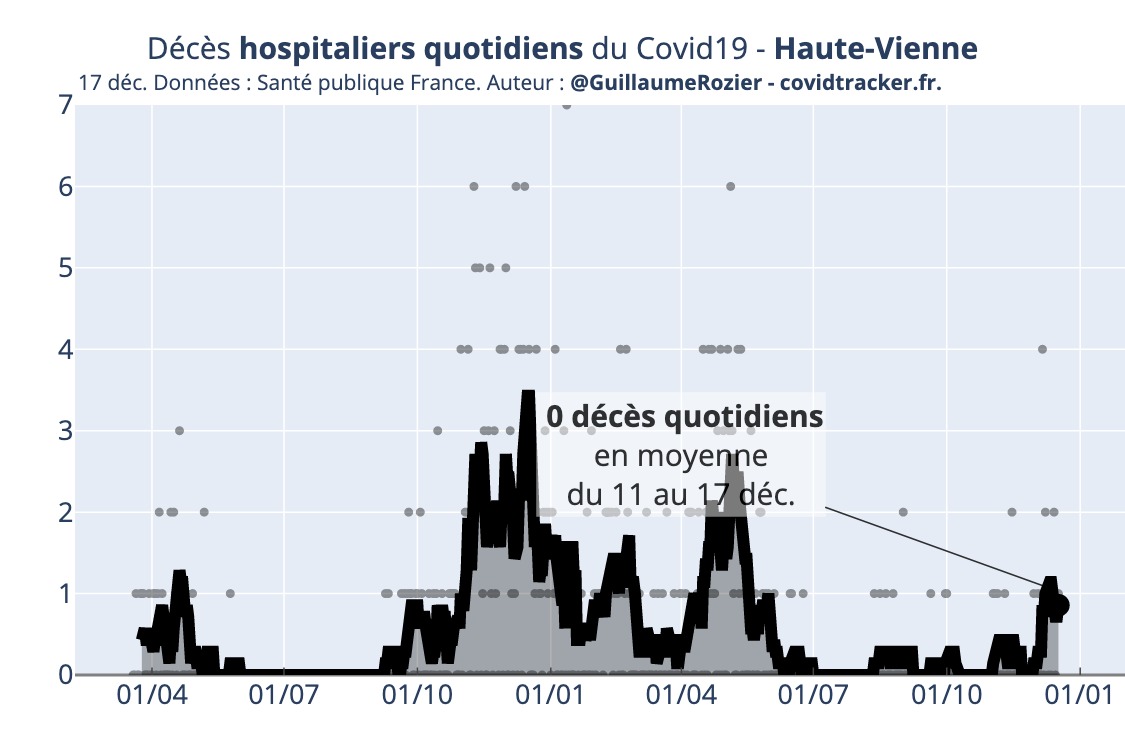 Décès hospitaliers quotidiens du Covid19 - Haute-Vienne
17 déc. Données : Santé publique France. Auteur : @GuillaumeRozier - covidtracker.fr.
7
6
5
4
3
2
1
0
0 décès quotidiens
en moyenne
du 11 au 17 déc.
01/04 01/07 01/10 01/01 01/04 01/07 01/10 01/01